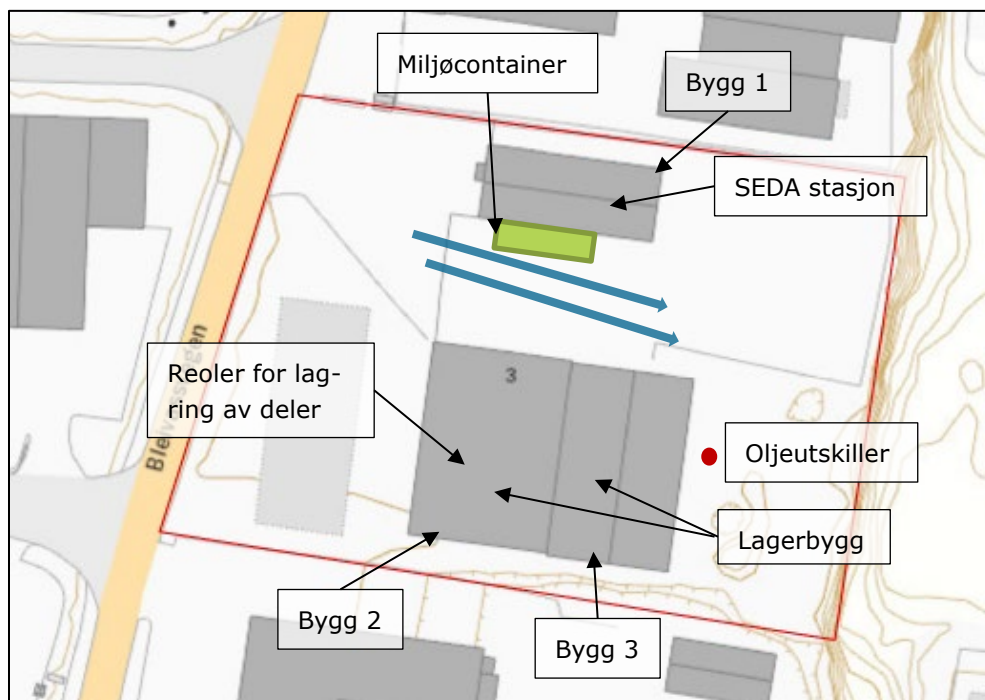 Miljøcontainer
Bygg 1
SEDA stasjon
3
Reoler for lag-
ring av deler
Oljeutskiller
Lagerbygg
Bygg 2
Bygg 3